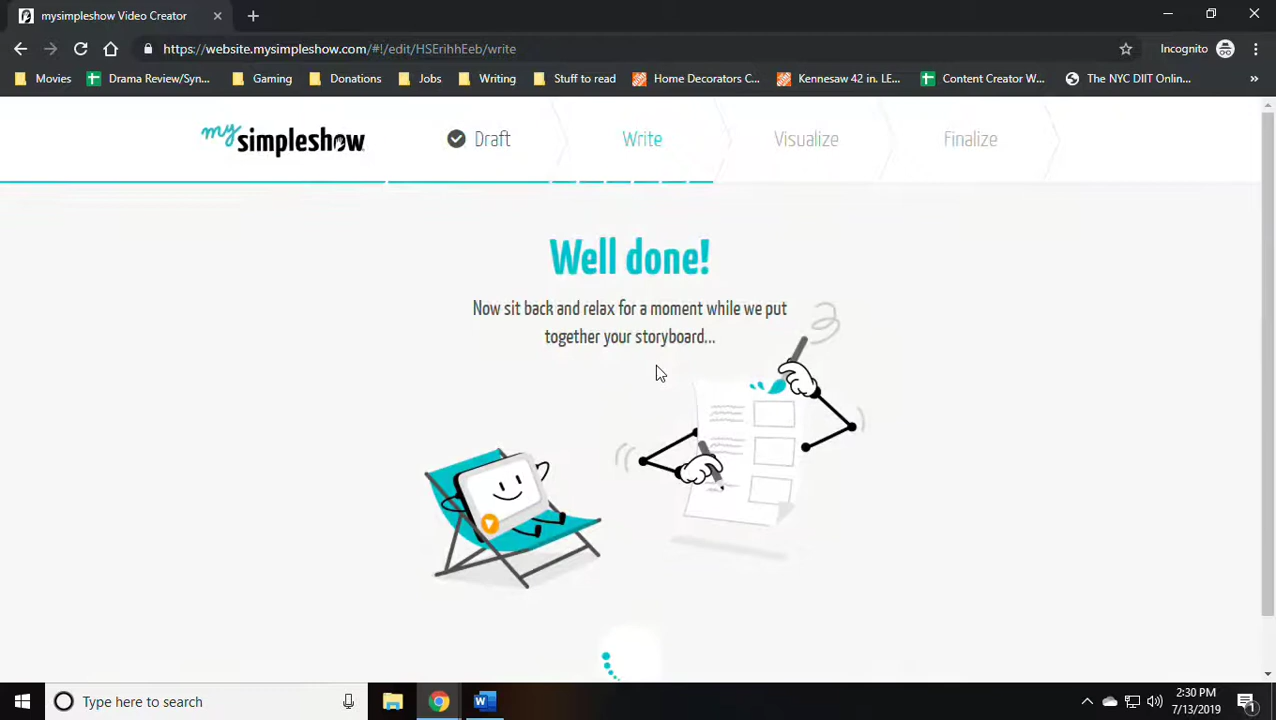 mysimpleshow Video Creator
https://website.mysimpleshow.com/#!/edit/HSErihhEeb/write
Incognito
Movies
Drama Review/Syn...
Gaming
Donations
Jobs
Writing
Stuff to read
Home Decorators C...
Kennesaw 42 in. LE...
Content Creator W...
The NYC DIIT Onlin...
my simpleshow
Draft
Write
Visualize
Finalize
Well done!
Now sit back and relax for a moment while we put
together your storyboard...
Type here to search
2:30 PM
7/13/2019
1